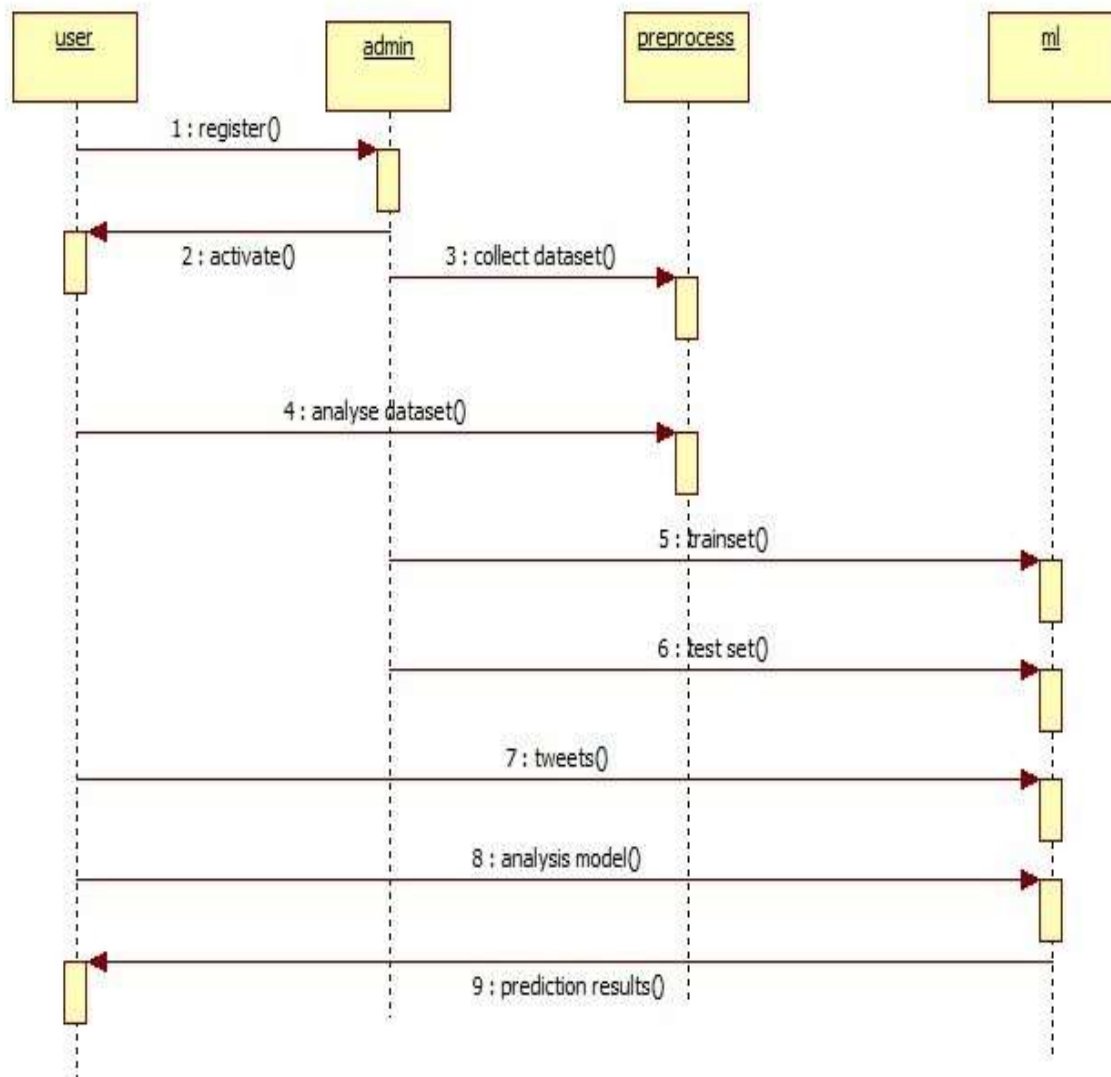 user
admin
preprocess
ml
1 : register()
2 : activate()
3 : collect dataset()
4 : analyse dataset()
5 : trainset()
6 : test set()
7 : tweets()
8 : analysis model()
9 : prediction results()